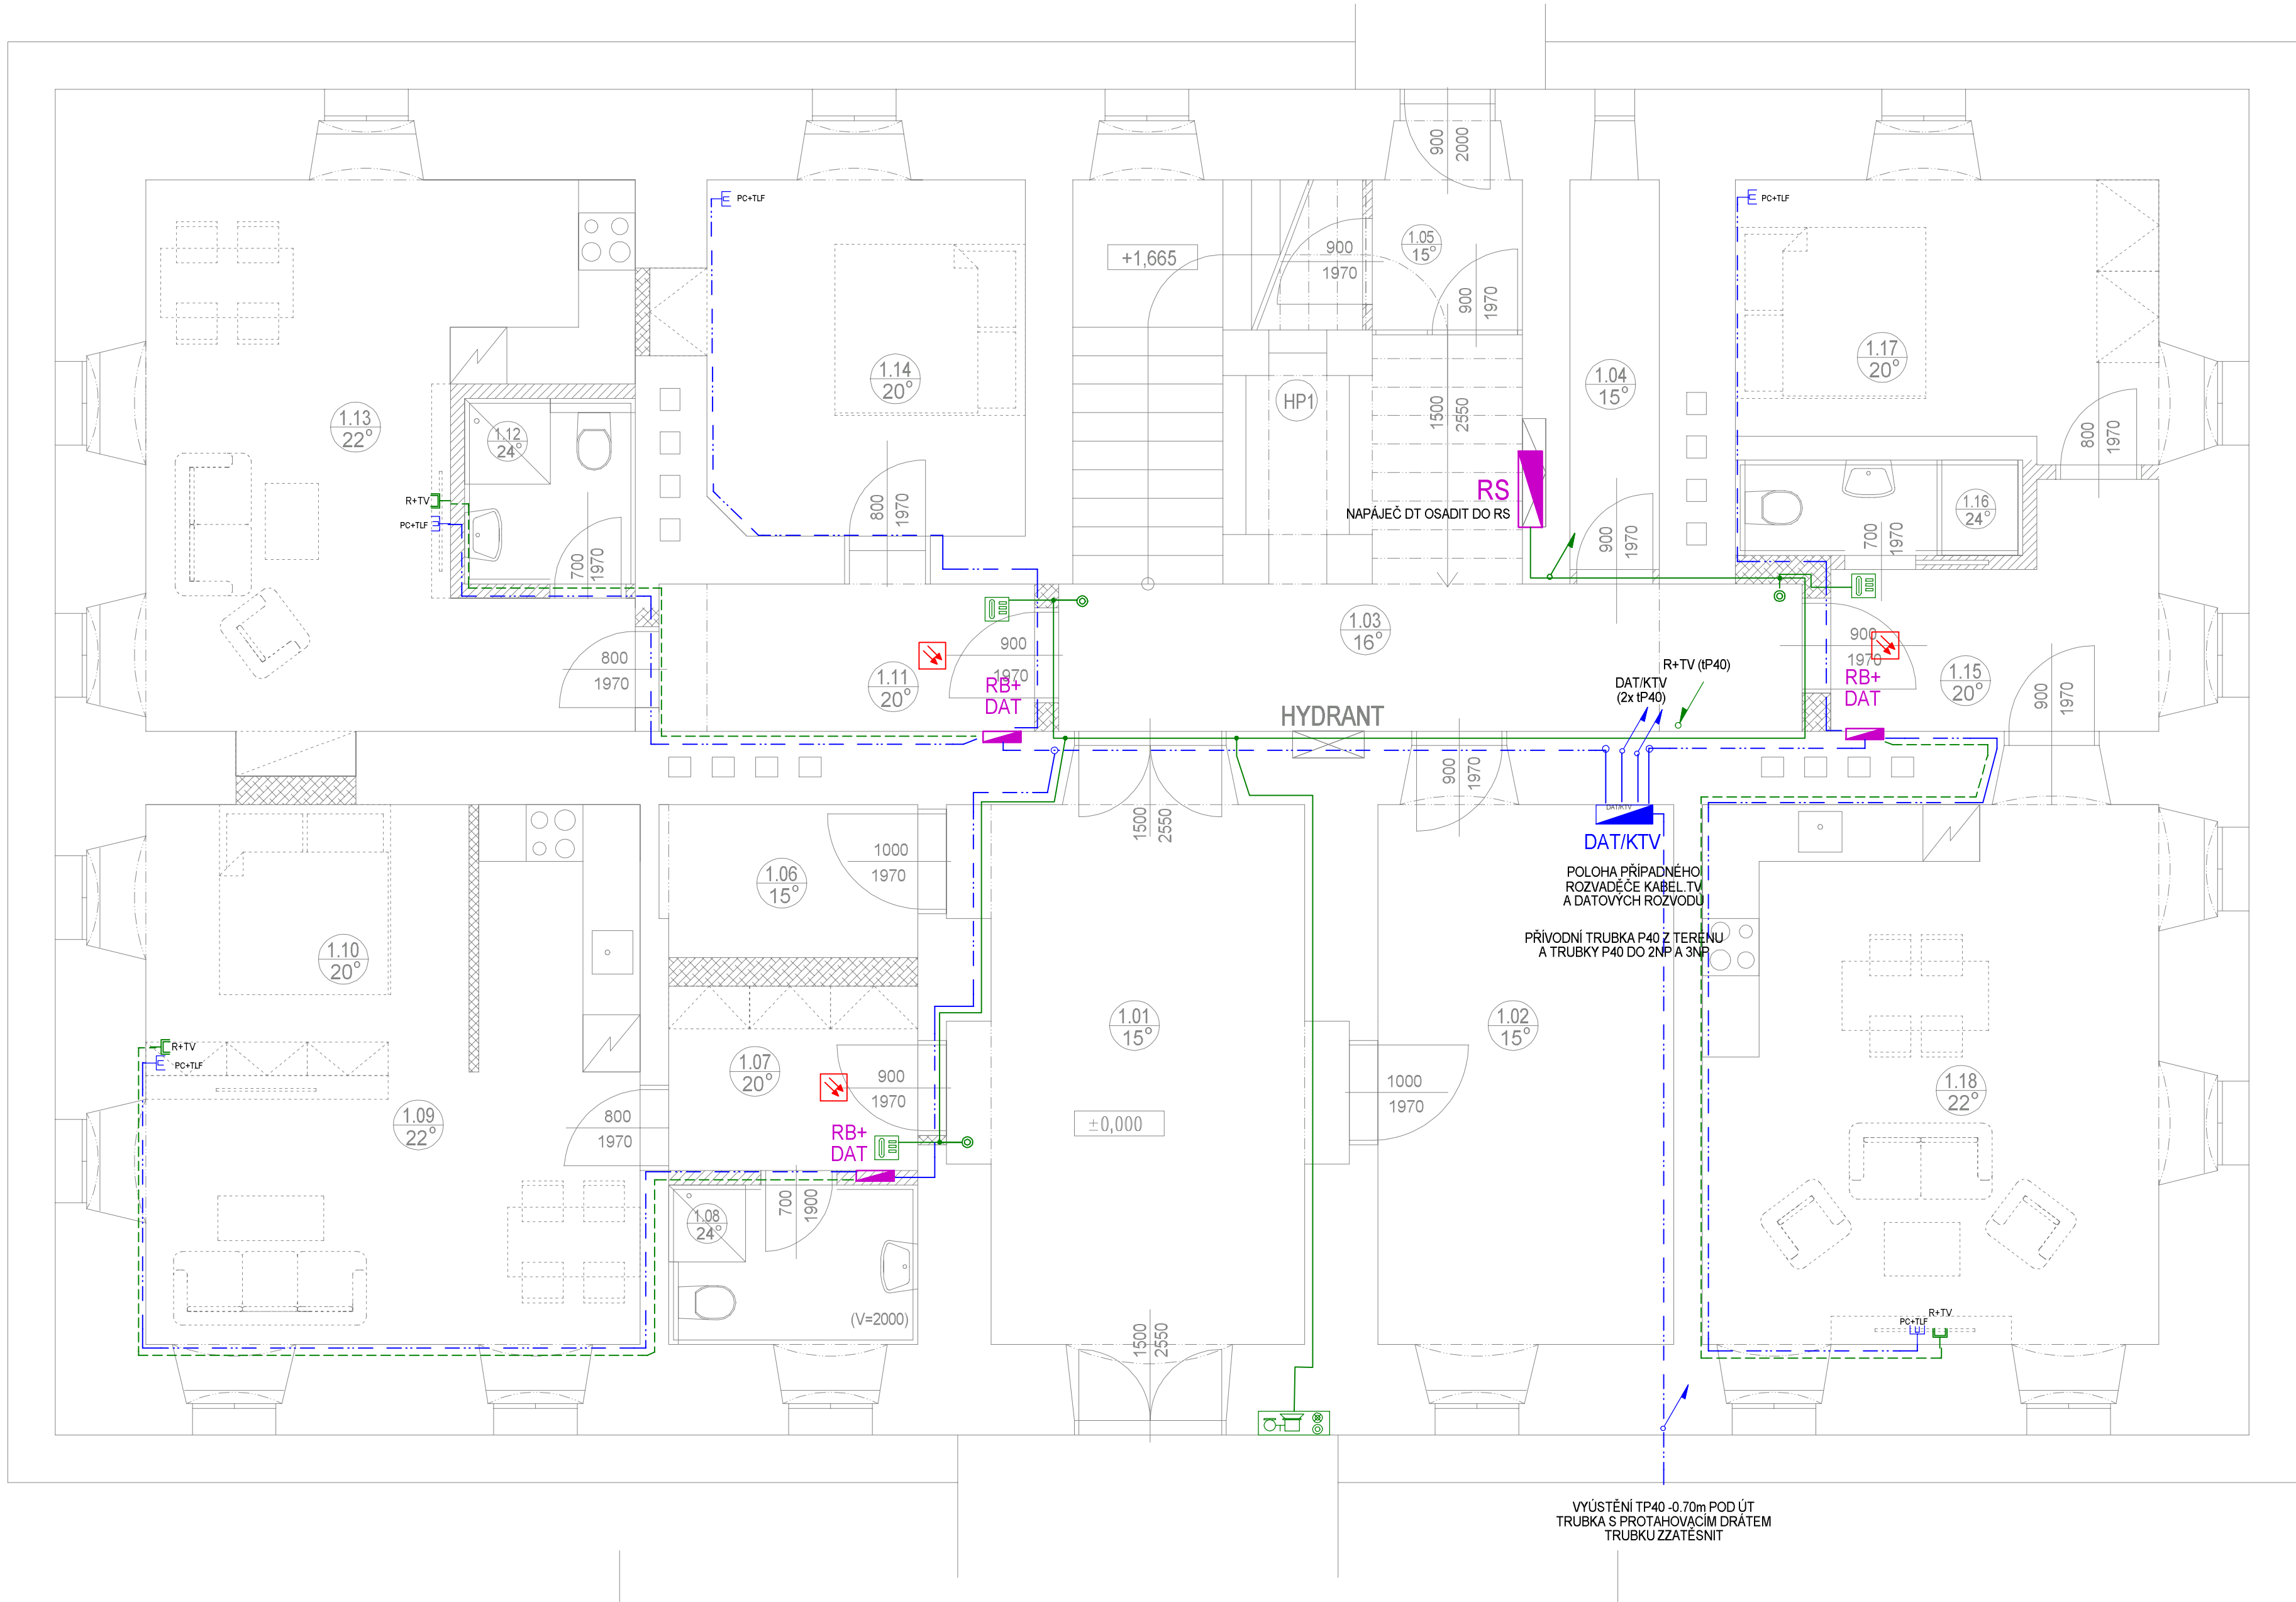 900
2000
PC+TLF
PC+TLF
+1,665
900
1970
1.05
15°
900
1970
1.14
20°
1.13
22°
1.12
24°
HP1
1500
2550
1.04
15°
1.17
20°
800
1970
R+TV
PC+TLF
700
1970
800
1970
RS
NAPÁJEČ DT OSADIT DO RS
900
1970
1.16
24°
700
1970
800
1970
1.11
20°
900
1970
RB+
DAT
1.03
16°
HYDRANT
R+TV (tP40)
DAT/KTV
(2x tP40)
900
1970
RB+
DAT
1.15
20°
900
1970
1500
2550
900
1970
DAT/KTV
DAT/KTV
POLOHA PŘÍPADNÉHO
ROZVADĚČE KABEL.TV
A DATOVÝCH ROZVODŮ
PŘÍVODNÍ TRUBKA P40 Z TERÉNU
A TRUBKY P40 DO 2NP A 3NP
1.06
15°
1000
1970
1.10
20°
R+TV
PC+TLF
1.09
22°
800
1970
1.07
20°
900
1970
RB+
DAT
1.01
15°
±0,000
1.02
15°
1000
1970
1.18
22°
1.08
24°
700
1900
(V=2000)
1500
2550
R+TV
PC+TLF
VYÚSTĚNÍ TP40 -0.70m POD ÚT
TRUBKA S PROTAHOVACÍM DRÁTEM
TRUBKU ZZATĚSNIT